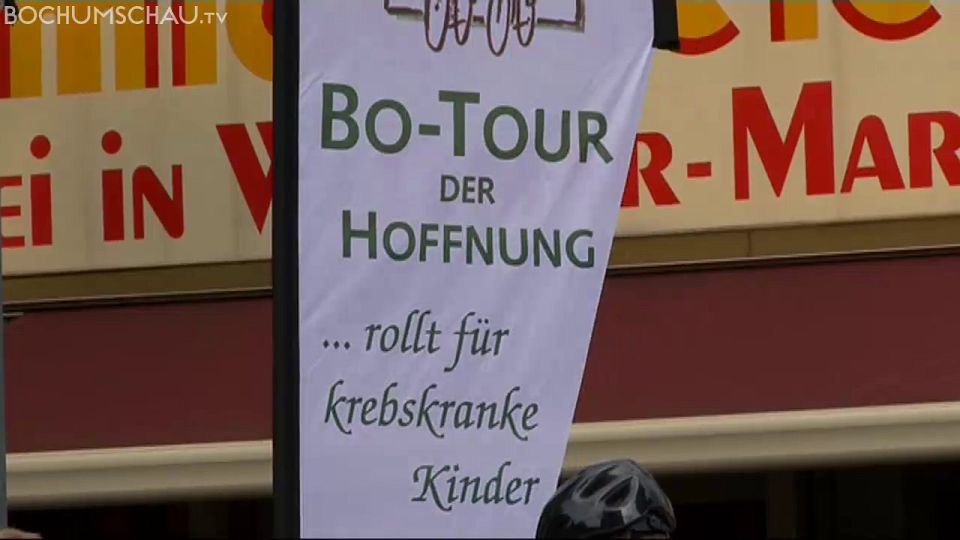 BOCHUMSCHAU.TV
BO-TOUR
DER
HOFFNUNG
... rollt für
krebskranke
Kinder
EI IN W
R-MAR